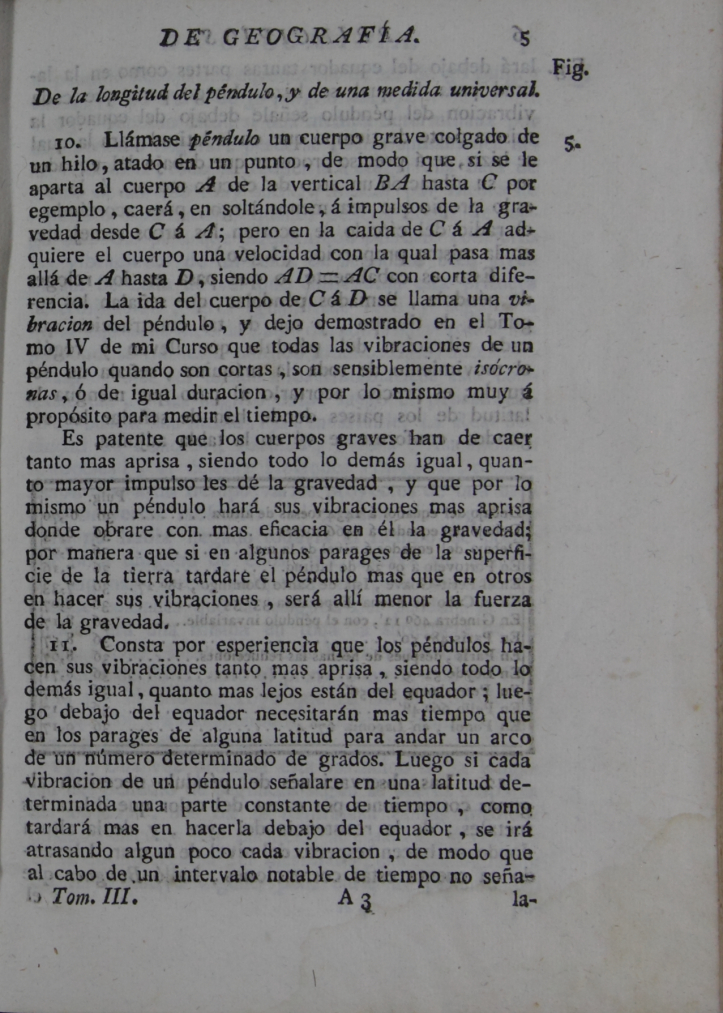 DE GEOGRAFÍA. 5
Fig.
De la longitud del péndulo, y de una medida universal.
10. Llámase péndulo un cuerpo grave colgado de 5.
un hilo, atado en un punto, de modo que si se le
aparta al cuerpo A de la vertical BA hasta C por
egemplo, caerá, en soltándole, á impulsos de la gra-
vedad desde C á A; pero en la caida de C á A ad-
quiere el cuerpo una velocidad con la qual pasa mas
allá de A hasta D, siendo AD = AC con corta dife-
rencia. La ida del cuerpo de C á D se llama una vi-
bracion del péndulo, y dejo demostrado en el To-
mo IV de mi Curso que todas las vibraciones de un
péndulo quando son cortas, son sensiblemente isócro-
nas, ó de igual duracion, y por lo mismo muy á
propósito para medir el tiempo.
Es patente que los cuerpos graves han de caer
tanto mas aprisa, siendo todo lo demás igual, quan-
to mayor impulso les dé la gravedad, y que por lo
mismo un péndulo hará sus vibraciones mas aprisa
donde obrare con mas eficacia en él la gravedad;
por manera que si en algunos parages de la superfi-
cie de la tierra tardare el péndulo mas que en otros
en hacer sus vibraciones, será allí menor la fuerza
de la gravedad.
11. Consta por esperiencia que los péndulos ha-
cen sus vibraciones tanto mas aprisa, siendo todo lo
demás igual, quanto mas lejos están del equador; lue-
go debajo del equador necesitarán mas tiempo que
en los parages de alguna latitud para andar un arco
de un número determinado de grados. Luego si cada
vibracion de un péndulo señalare en una latitud de-
terminada una parte constante de tiempo, como
tardará mas en hacerla debajo del equador, se irá
atrasando algun poco cada vibracion, de modo que
al cabo de un intervalo notable de tiempo no seña-
Tom. III. A 3 la-